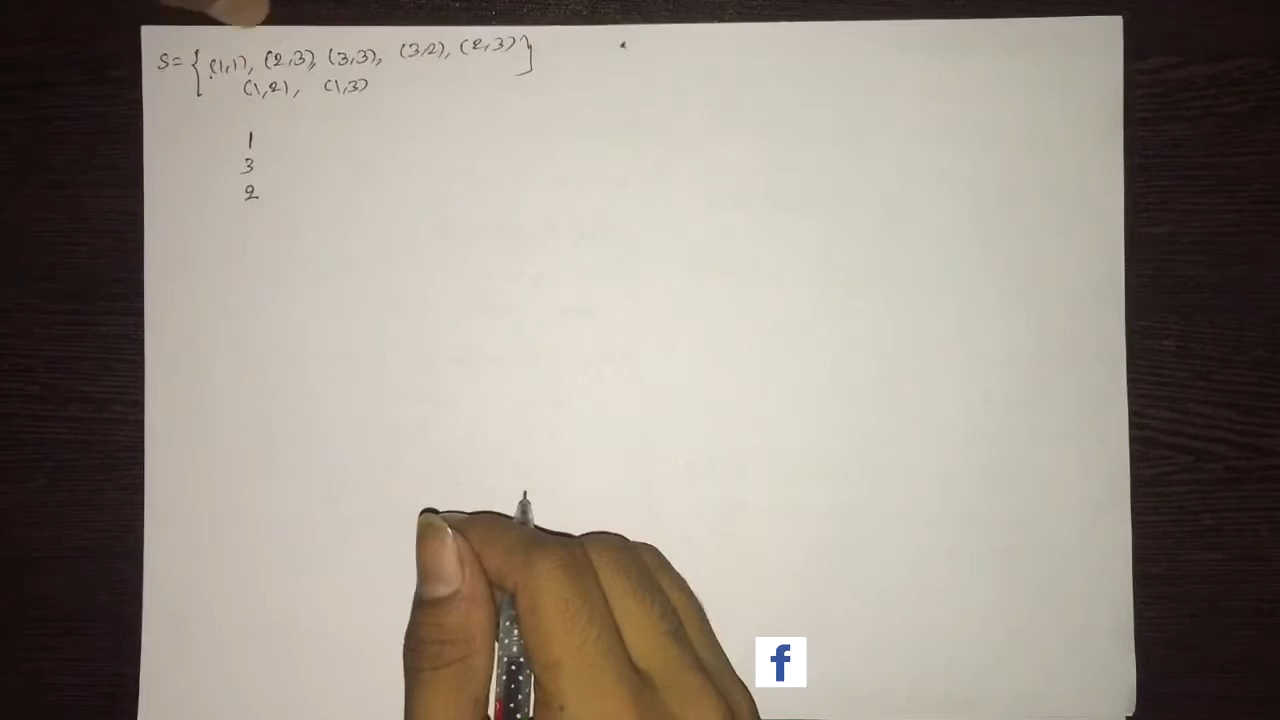 S= { (1,1), (2,3), (3,3), (3,2), (2,3) }
(1,2), (1,3)
1
3
2
f